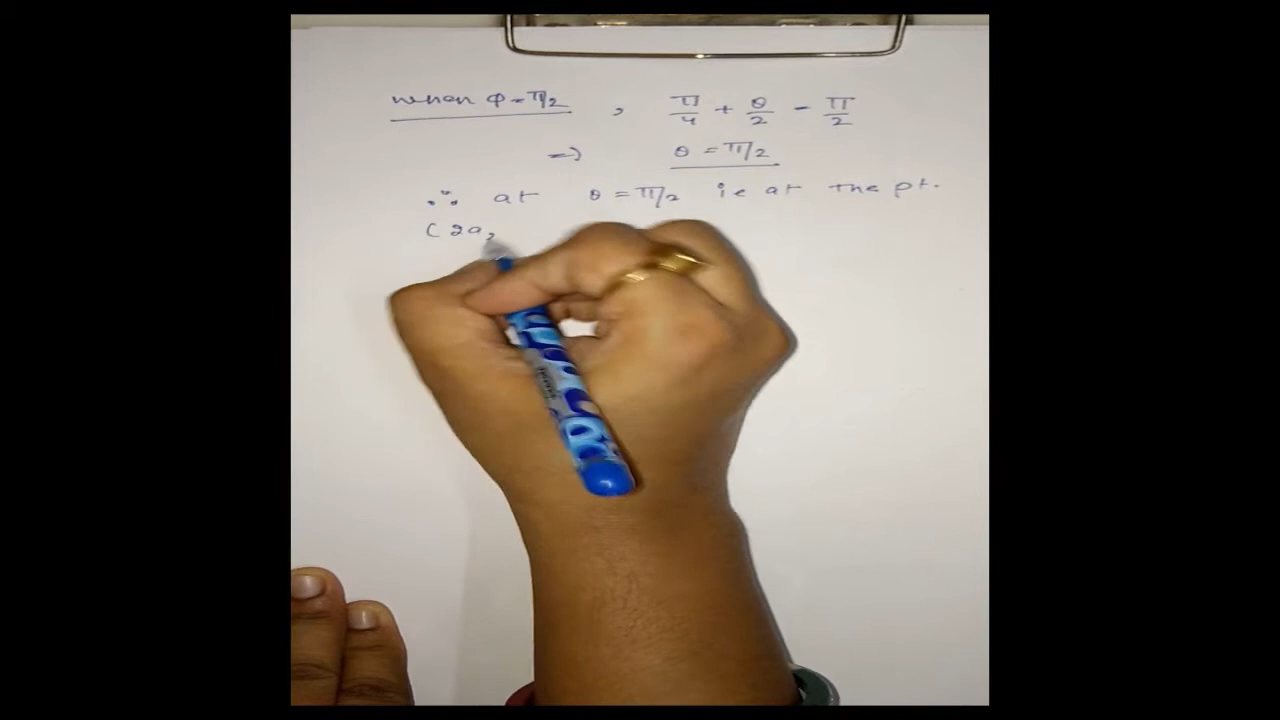 when φ = π/2 , π/4 + θ/2 = π/2
=> θ = π/2
∴ at θ = π/2 ie at the pt.
(2a,